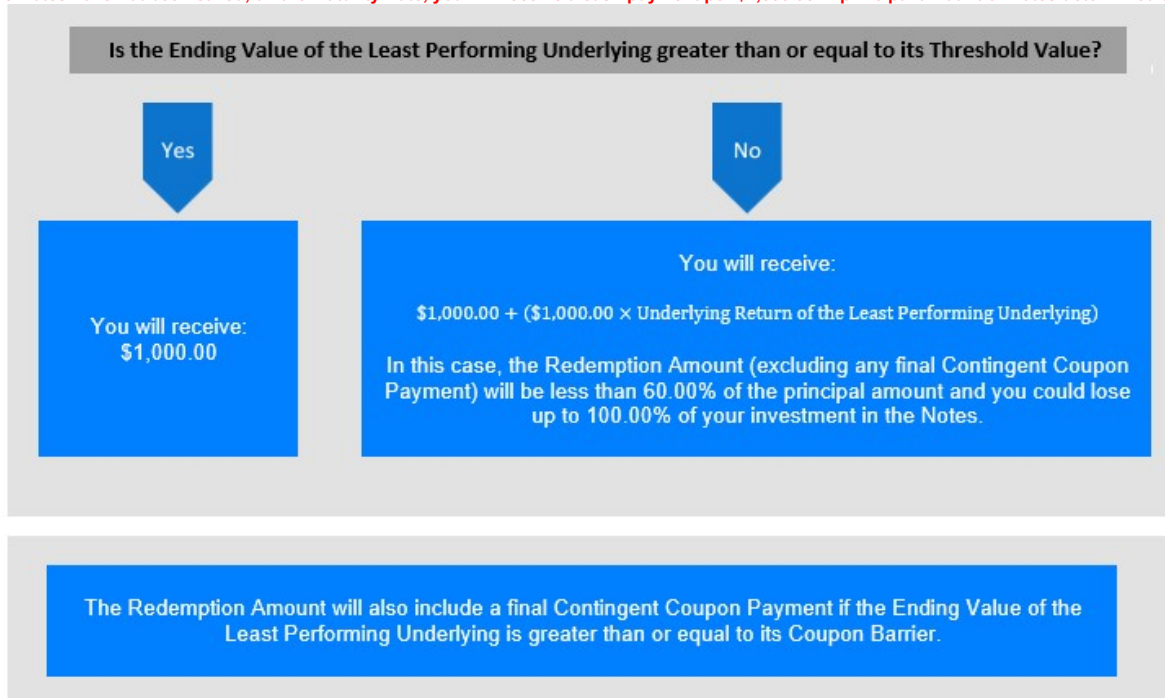 Is the Ending Value of the Least Performing Underlying greater than or equal to its Threshold Value?
Yes
No
You will receive:
$1,000.00
You will receive:
$1,000.00 + ($1,000.00 × Underlying Return of the Least Performing Underlying)
In this case, the Redemption Amount (excluding any final Contingent Coupon
Payment) will be less than 60.00% of the principal amount and you could lose
up to 100.00% of your investment in the Notes.
The Redemption Amount will also include a final Contingent Coupon Payment if the Ending Value of the
Least Performing Underlying is greater than or equal to its Coupon Barrier.